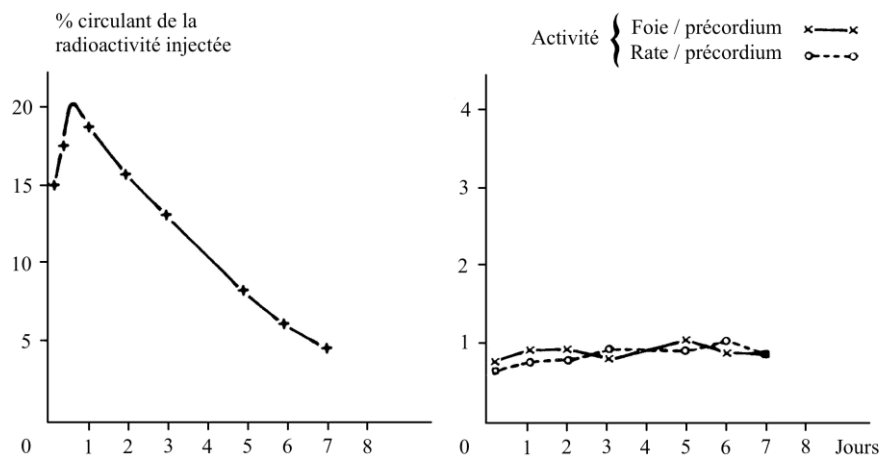 % circulant de la
radioactivité injectée
20
15
10
5
0
1 2 3 4 5 6 7 8
Activité
Foie / précordium
Rate / précordium
4
3
2
1
0
1 2 3 4 5 6 7 8 Jours